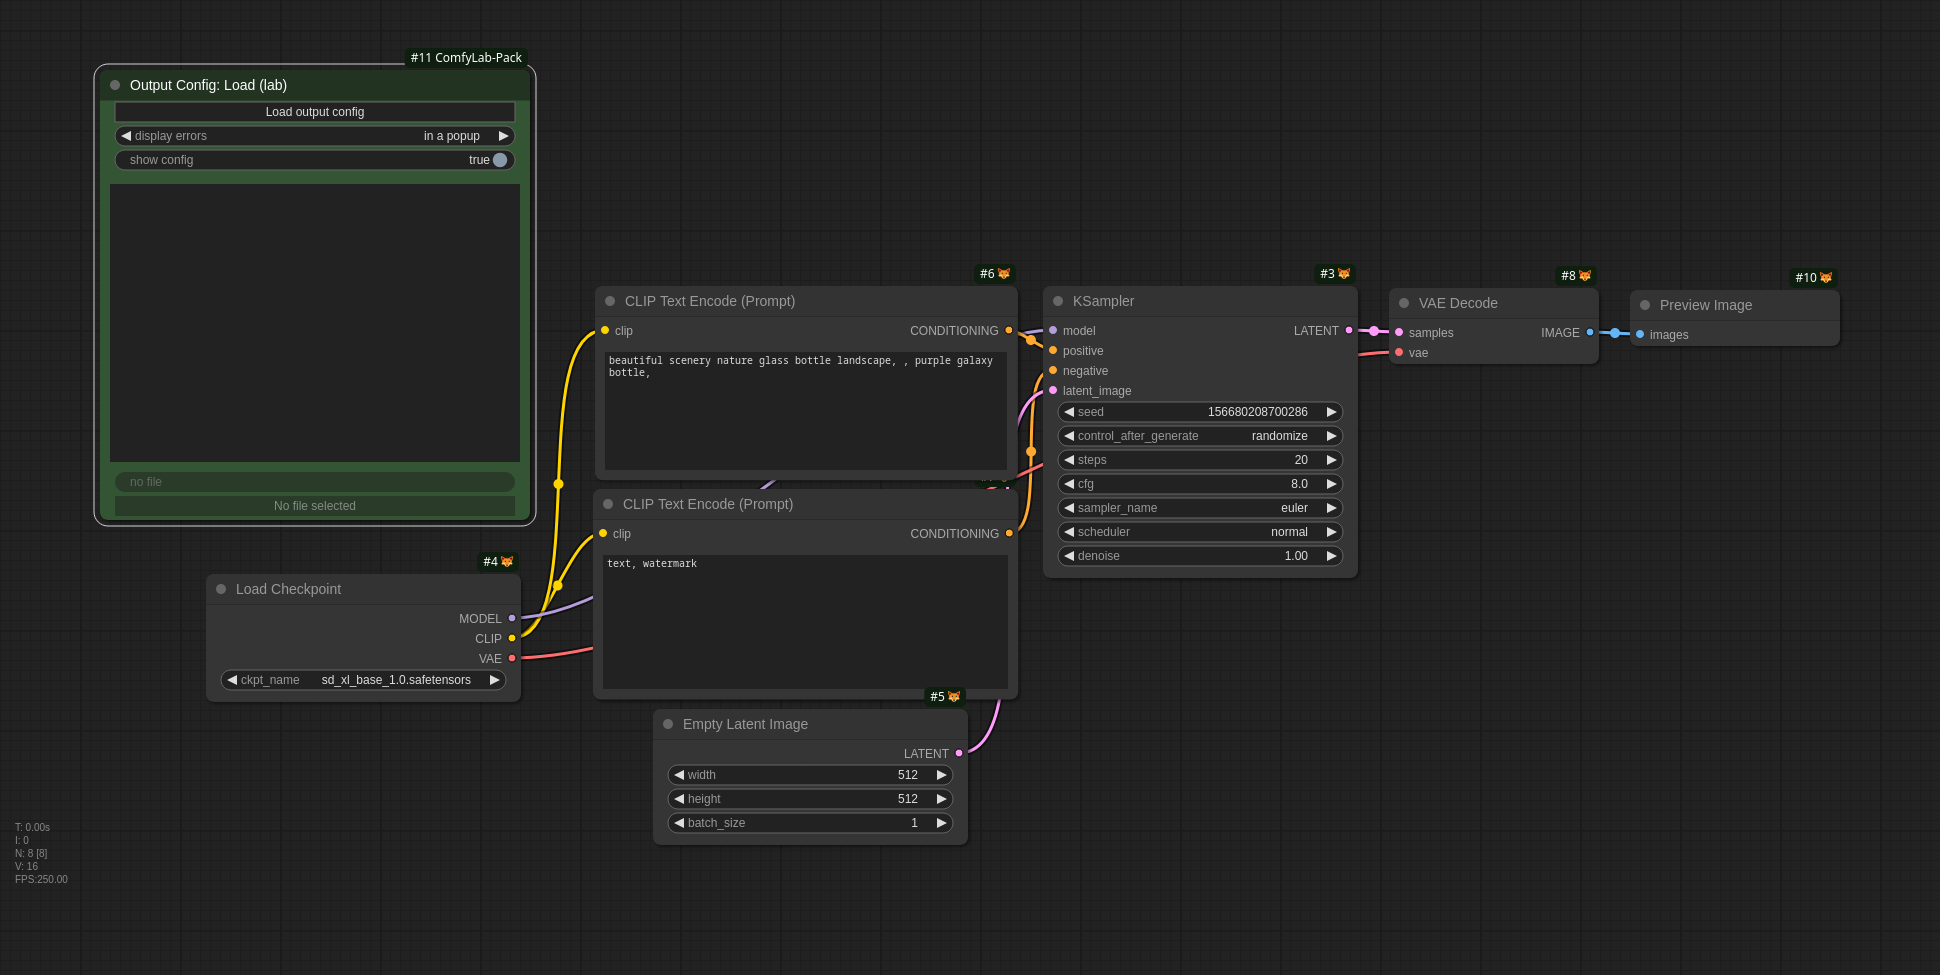 #11 ComfyLab-Pack
Output Config: Load (lab)
Load output config
display errors in a popup
show config true
no file
No file selected
#4
Load Checkpoint
MODEL
CLIP
VAE
ckpt_name sd_xl_base_1.0.safetensors
#6
CLIP Text Encode (Prompt)
clip CONDITIONING
beautiful scenery nature glass bottle landscape, , purple galaxy
bottle,
CLIP Text Encode (Prompt)
clip CONDITIONING
text, watermark
#5
Empty Latent Image
LATENT
width 512
height 512
batch_size 1
#3
KSampler
model LATENT
positive
negative
latent_image
seed 156680208700286
control_after_generate randomize
steps 20
cfg 8.0
sampler_name euler
scheduler normal
denoise 1.00
#8
VAE Decode
samples IMAGE
vae
#10
Preview Image
images
T: 0.00s
I: 0
N: 8 [8]
V: 16
FPS:250.00